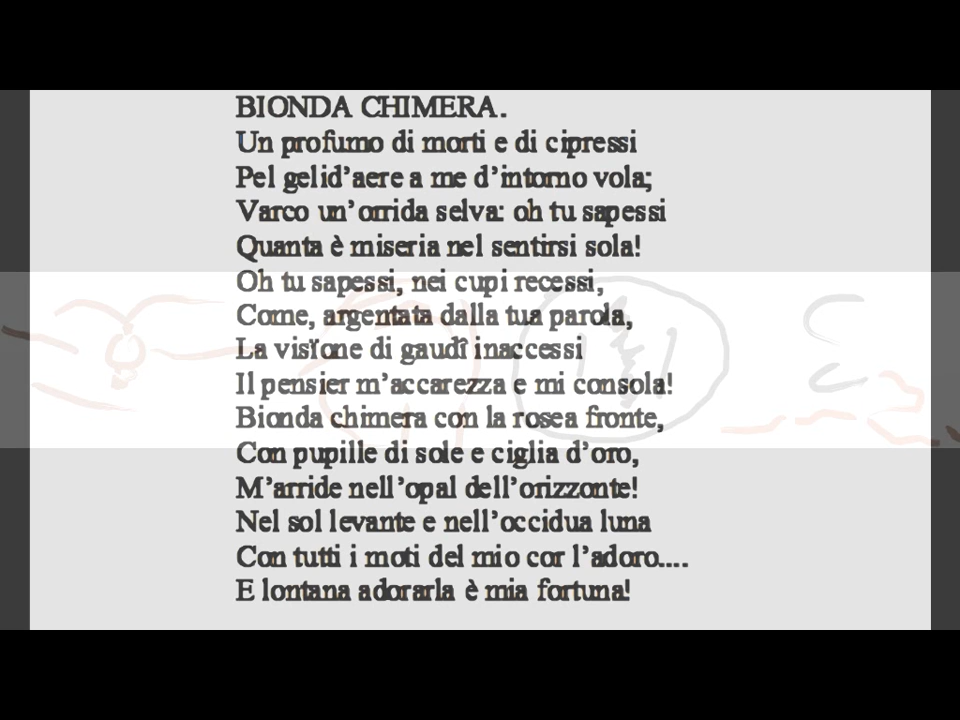 BIONDA CHIMERA.
Un profumo di morti e di cipressi
Pel gelid’aere a me d’intorno vola;
Varco un’orrida selva: oh tu sapessi
Quanta è miseria nel sentirsi sola!
Oh tu sapessi, nei cupi recessi,
Come, argentata dalla tua parola,
La visïone di gaudî inaccessi
Il pensier m’accarezza e mi consola!
Bionda chimera con la rosea fronte,
Con pupille di sole e ciglia d’oro,
M’arride nell’opal dell’orizzonte!
Nel sol levante e nell’occidua luna
Con tutti i moti del mio cor l’adoro....
E lontana adorarla è mia fortuna!